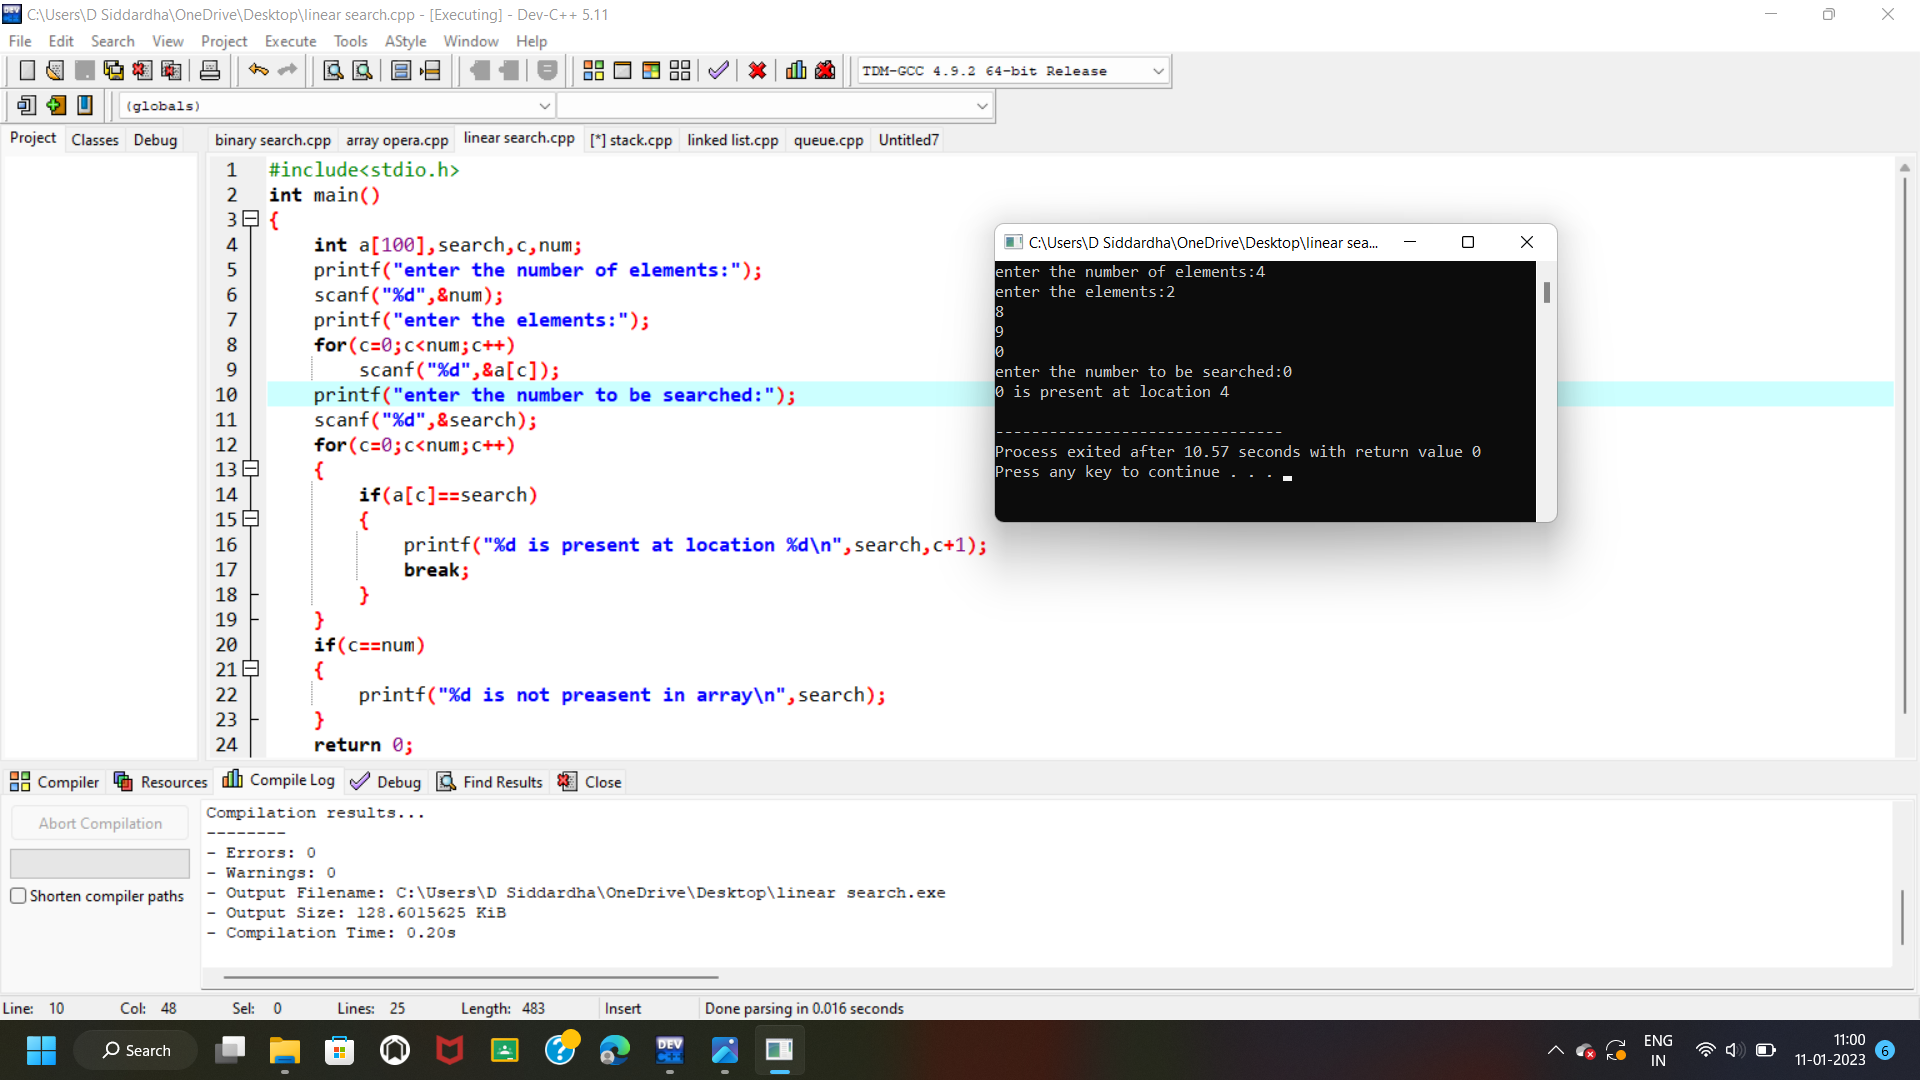 C:\Users\D Siddardha\OneDrive\Desktop\linear search.cpp - [Executing] - Dev-C++ 5.11
File Edit Search View Project Execute Tools AStyle Window Help
TDM-GCC 4.9.2 64-bit Release
(globals)
Project Classes Debug
binary search.cpp array opera.cpp linear search.cpp [*] stack.cpp linked list.cpp queue.cpp Untitled7
1 #include<stdio.h>
2 int main()
3 {
4 int a[100],search,c,num;
5 printf("enter the number of elements:");
6 scanf("%d",&num);
7 printf("enter the elements:");
8 for(c=0;c<num;c++)
9 scanf("%d",&a[c]);
10 printf("enter the number to be searched:");
11 scanf("%d",&search);
12 for(c=0;c<num;c++)
13 {
14 if(a[c]==search)
15 {
16 printf("%d is present at location %d\n",search,c+1);
17 break;
18 }
19 }
20 if(c==num)
21 {
22 printf("%d is not preasent in array\n",search);
23 }
24 return 0;
C:\Users\D Siddardha\OneDrive\Desktop\linear sea...
enter the number of elements:4
enter the elements:2
8
9
0
enter the number to be searched:0
0 is present at location 4
--------------------------------
Process exited after 10.57 seconds with return value 0
Press any key to continue . . .
Compiler Resources Compile Log Debug Find Results Close
Abort Compilation
Shorten compiler paths
Compilation results...
--------
- Errors: 0
- Warnings: 0
- Output Filename: C:\Users\D Siddardha\OneDrive\Desktop\linear search.exe
- Output Size: 128.6015625 KiB
- Compilation Time: 0.20s
Line: 10 Col: 48 Sel: 0 Lines: 25 Length: 483 Insert Done parsing in 0.016 seconds
Search
DEV
ENG
IN
11:00
11-01-2023
6